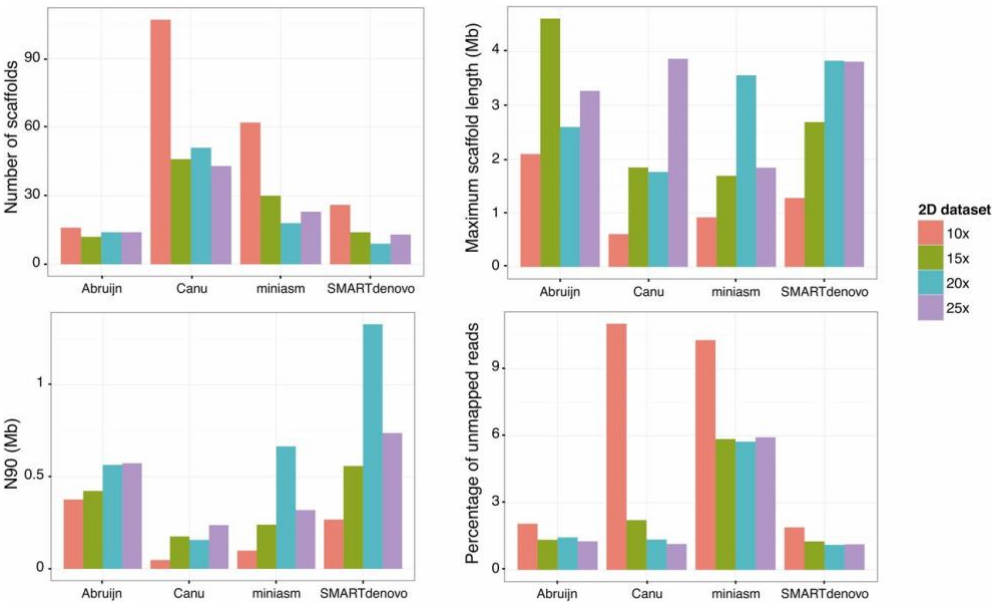 Number of scaffolds
90
60
30
0
Abruijn Canu miniasm SMARTdenovo
Maximum scaffold length (Mb)
4
3
2
1
0
Abruijn Canu miniasm SMARTdenovo
2D dataset
10x
15x
20x
25x
N90 (Mb)
1
0.5
0
Abruijn Canu miniasm SMARTdenovo
Percentage of unmapped reads
9
6
3
0
Abruijn Canu miniasm SMARTdenovo